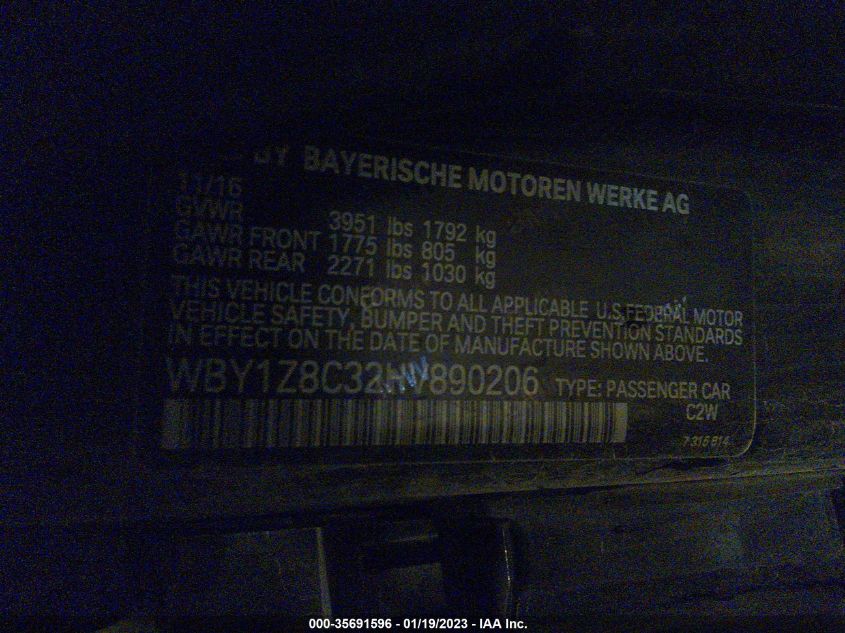 BY BAYERISCHE MOTOREN WERKE AG
11/16
GVWR 3951 lbs 1792 kg
GAWR FRONT 1775 lbs 805 kg
GAWR REAR 2271 lbs 1030 kg
THIS VEHICLE CONFORMS TO ALL APPLICABLE U.S.FEDERAL MOTOR
VEHICLE SAFETY, BUMPER AND THEFT PREVENTION STANDARDS
IN EFFECT ON THE DATE OF MANUFACTURE SHOWN ABOVE.
WBY1Z8C32HV890206 TYPE: PASSENGER CAR
C2W
7 316 814
000-35691596 - 01/19/2023 - IAA Inc.